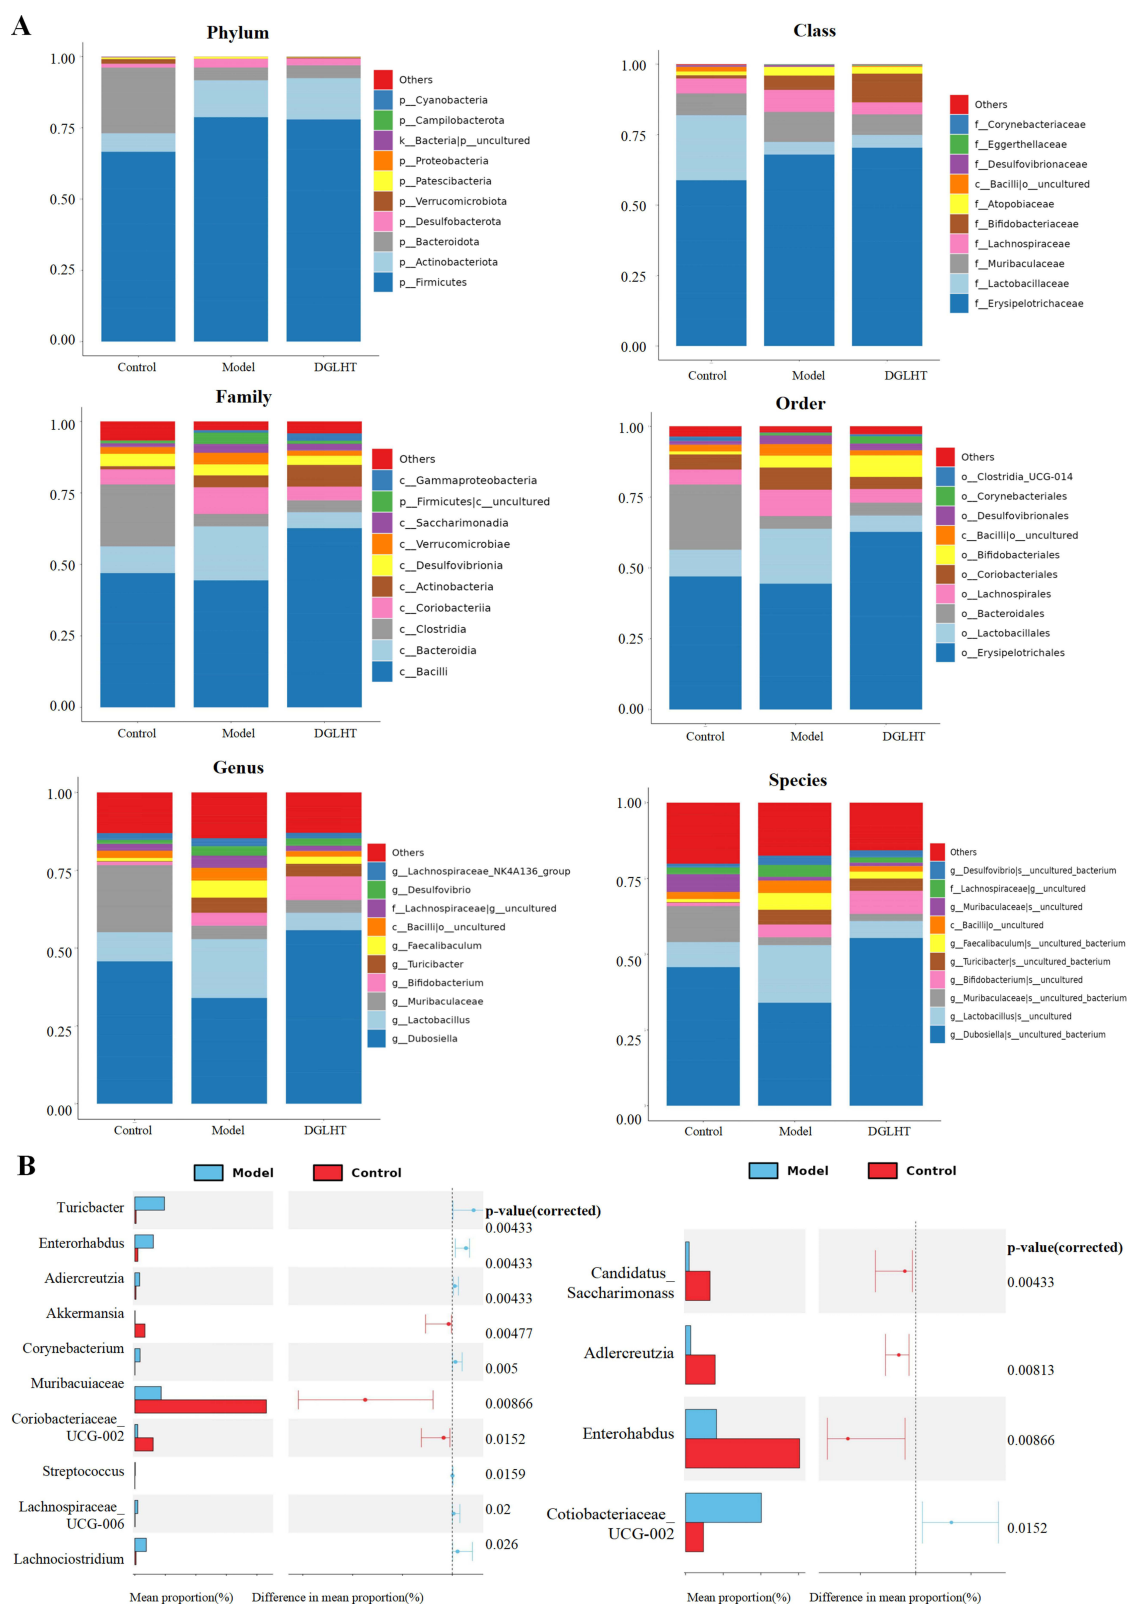 A
Phylum
1.00
0.75
0.50
0.25
0.00
Control
Model
DGLHT
Others
p__Cyanobacteria
p__Campilobacterota
k__Bacteria|p__uncultured
p__Proteobacteria
p__Patescibacteria
p__Verrucomicrobiota
p__Desulfobacterota
p__Bacteroidota
p__Actinobacteriota
p__Firmicutes
Class
1.00
0.75
0.50
0.25
0.00
Control
Model
DGLHT
Others
f__Corynebacteriaceae
f__Eggerthellaceae
f__Desulfovibrionaceae
c__Bacilli|o__uncultured
f__Atopobiaceae
f__Bifidobacteriaceae
f__Lachnospiraceae
f__Muribaculaceae
f__Lactobacillaceae
f__Erysipelotrichaceae
Family
1.00
0.75
0.50
0.25
0.00
Control
Model
DGLHT
Others
c__Gammaproteobacteria
p__Firmicutes|c__uncultured
c__Saccharimonadia
c__Verrucomicrobiae
c__Desulfovibrionia
c__Actinobacteria
c__Coriobacteriia
c__Clostridia
c__Bacteroidia
c__Bacilli
Order
1.00
0.75
0.50
0.25
0.00
Control
Model
DGLHT
Others
o__Clostridia_UCG-014
o__Corynebacteriales
o__Desulfovibrionales
c__Bacilli|o__uncultured
o__Bifidobacteriales
o__Coriobacteriales
o__Lachnospirales
o__Bacteroidales
o__Lactobacillales
o__Erysipelotrichales
Genus
1.00
0.75
0.50
0.25
0.00
Control
Model
DGLHT
Others
g__Lachnospiraceae_NK4A136_group
g__Desulfovibrio
f__Lachnospiraceae|g__uncultured
c__Bacilli|o__uncultured
g__Faecalibaculum
g__Turicibacter
g__Bifidobacterium
g__Muribaculaceae
g__Lactobacillus
g__Dubosiella
Species
1.00
0.75
0.50
0.25
0.00
Control
Model
DGLHT
Others
g__Desulfovibrio|s__uncultured_bacterium
f__Lachnospiraceae|g__uncultured
g__Muribaculaceae|s__uncultured
c__Bacilli|o__uncultured
g__Faecalibaculum|s__uncultured_bacterium
g__Turicibacter|s__uncultured_bacterium
g__Bifidobacterium|s__uncultured
g__Muribaculaceae|s__uncultured_bacterium
g__Lactobacillus|s__uncultured
g__Dubosiella|s__uncultured_bacterium
B
Model
Control
p-value(corrected)
Turicbacter
0.00433
Enterorhabdus
0.00433
Adiercreutzia
0.00433
Akkermansia
0.00477
Corynebacterium
0.005
Muribacuiaceae
0.00866
Coriobacteriaceae_
UCG-002
0.0152
Streptococcus
0.0159
Lachnospiraceae_
UCG-006
0.02
Lachnociostridium
0.026
Mean proportion(%)
Difference in mean proportion(%)
Model
Control
p-value(corrected)
Candidatus_
Saccharimonass
0.00433
Adlercreutzia
0.00813
Enterohabdus
0.00866
Cotiobacteriaceae_
UCG-002
0.0152
Mean proportion(%)
Difference in mean proportion(%)